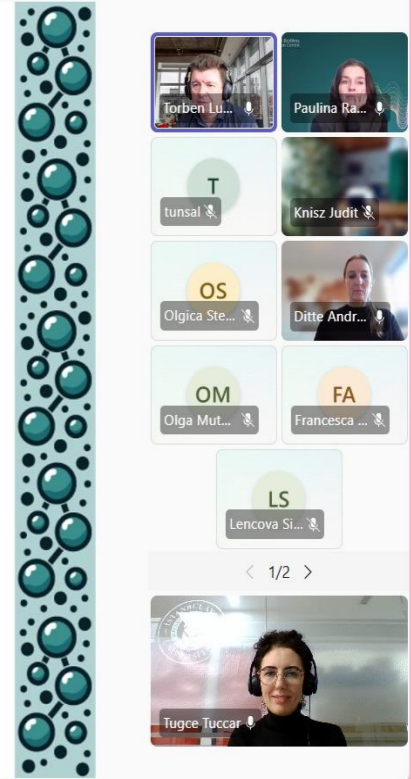 Torben Lu...
Paulina Ra...
T
tunsal
Knisz Judit
OS
Olgica Ste...
Ditte Andr...
OM
Olga Mut...
FA
Francesca ...
LS
Lencova Si...
1/2
Tugce Tuccar